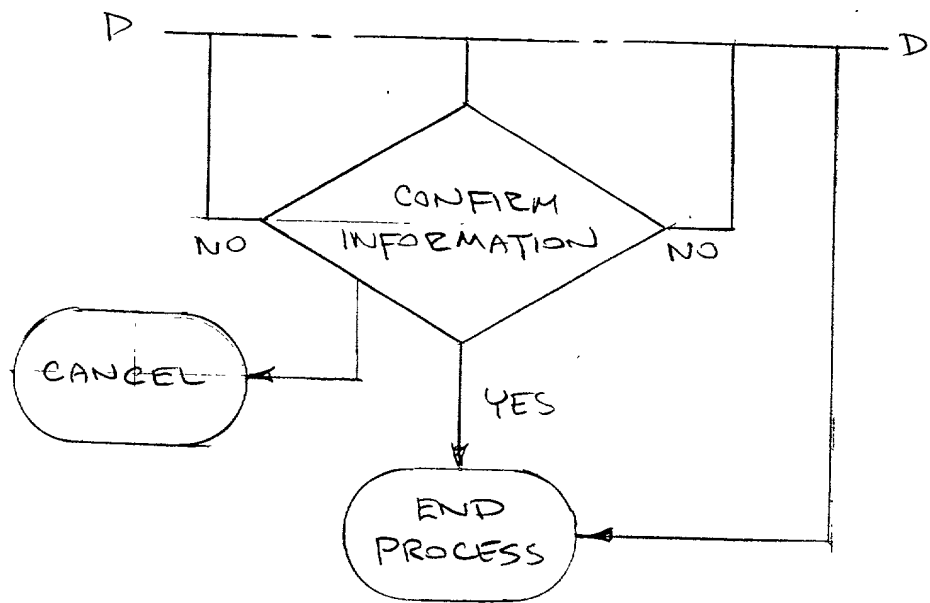 D D
CONFIRM
INFORMATION
NO NO
CANCEL
YES
END
PROCESS